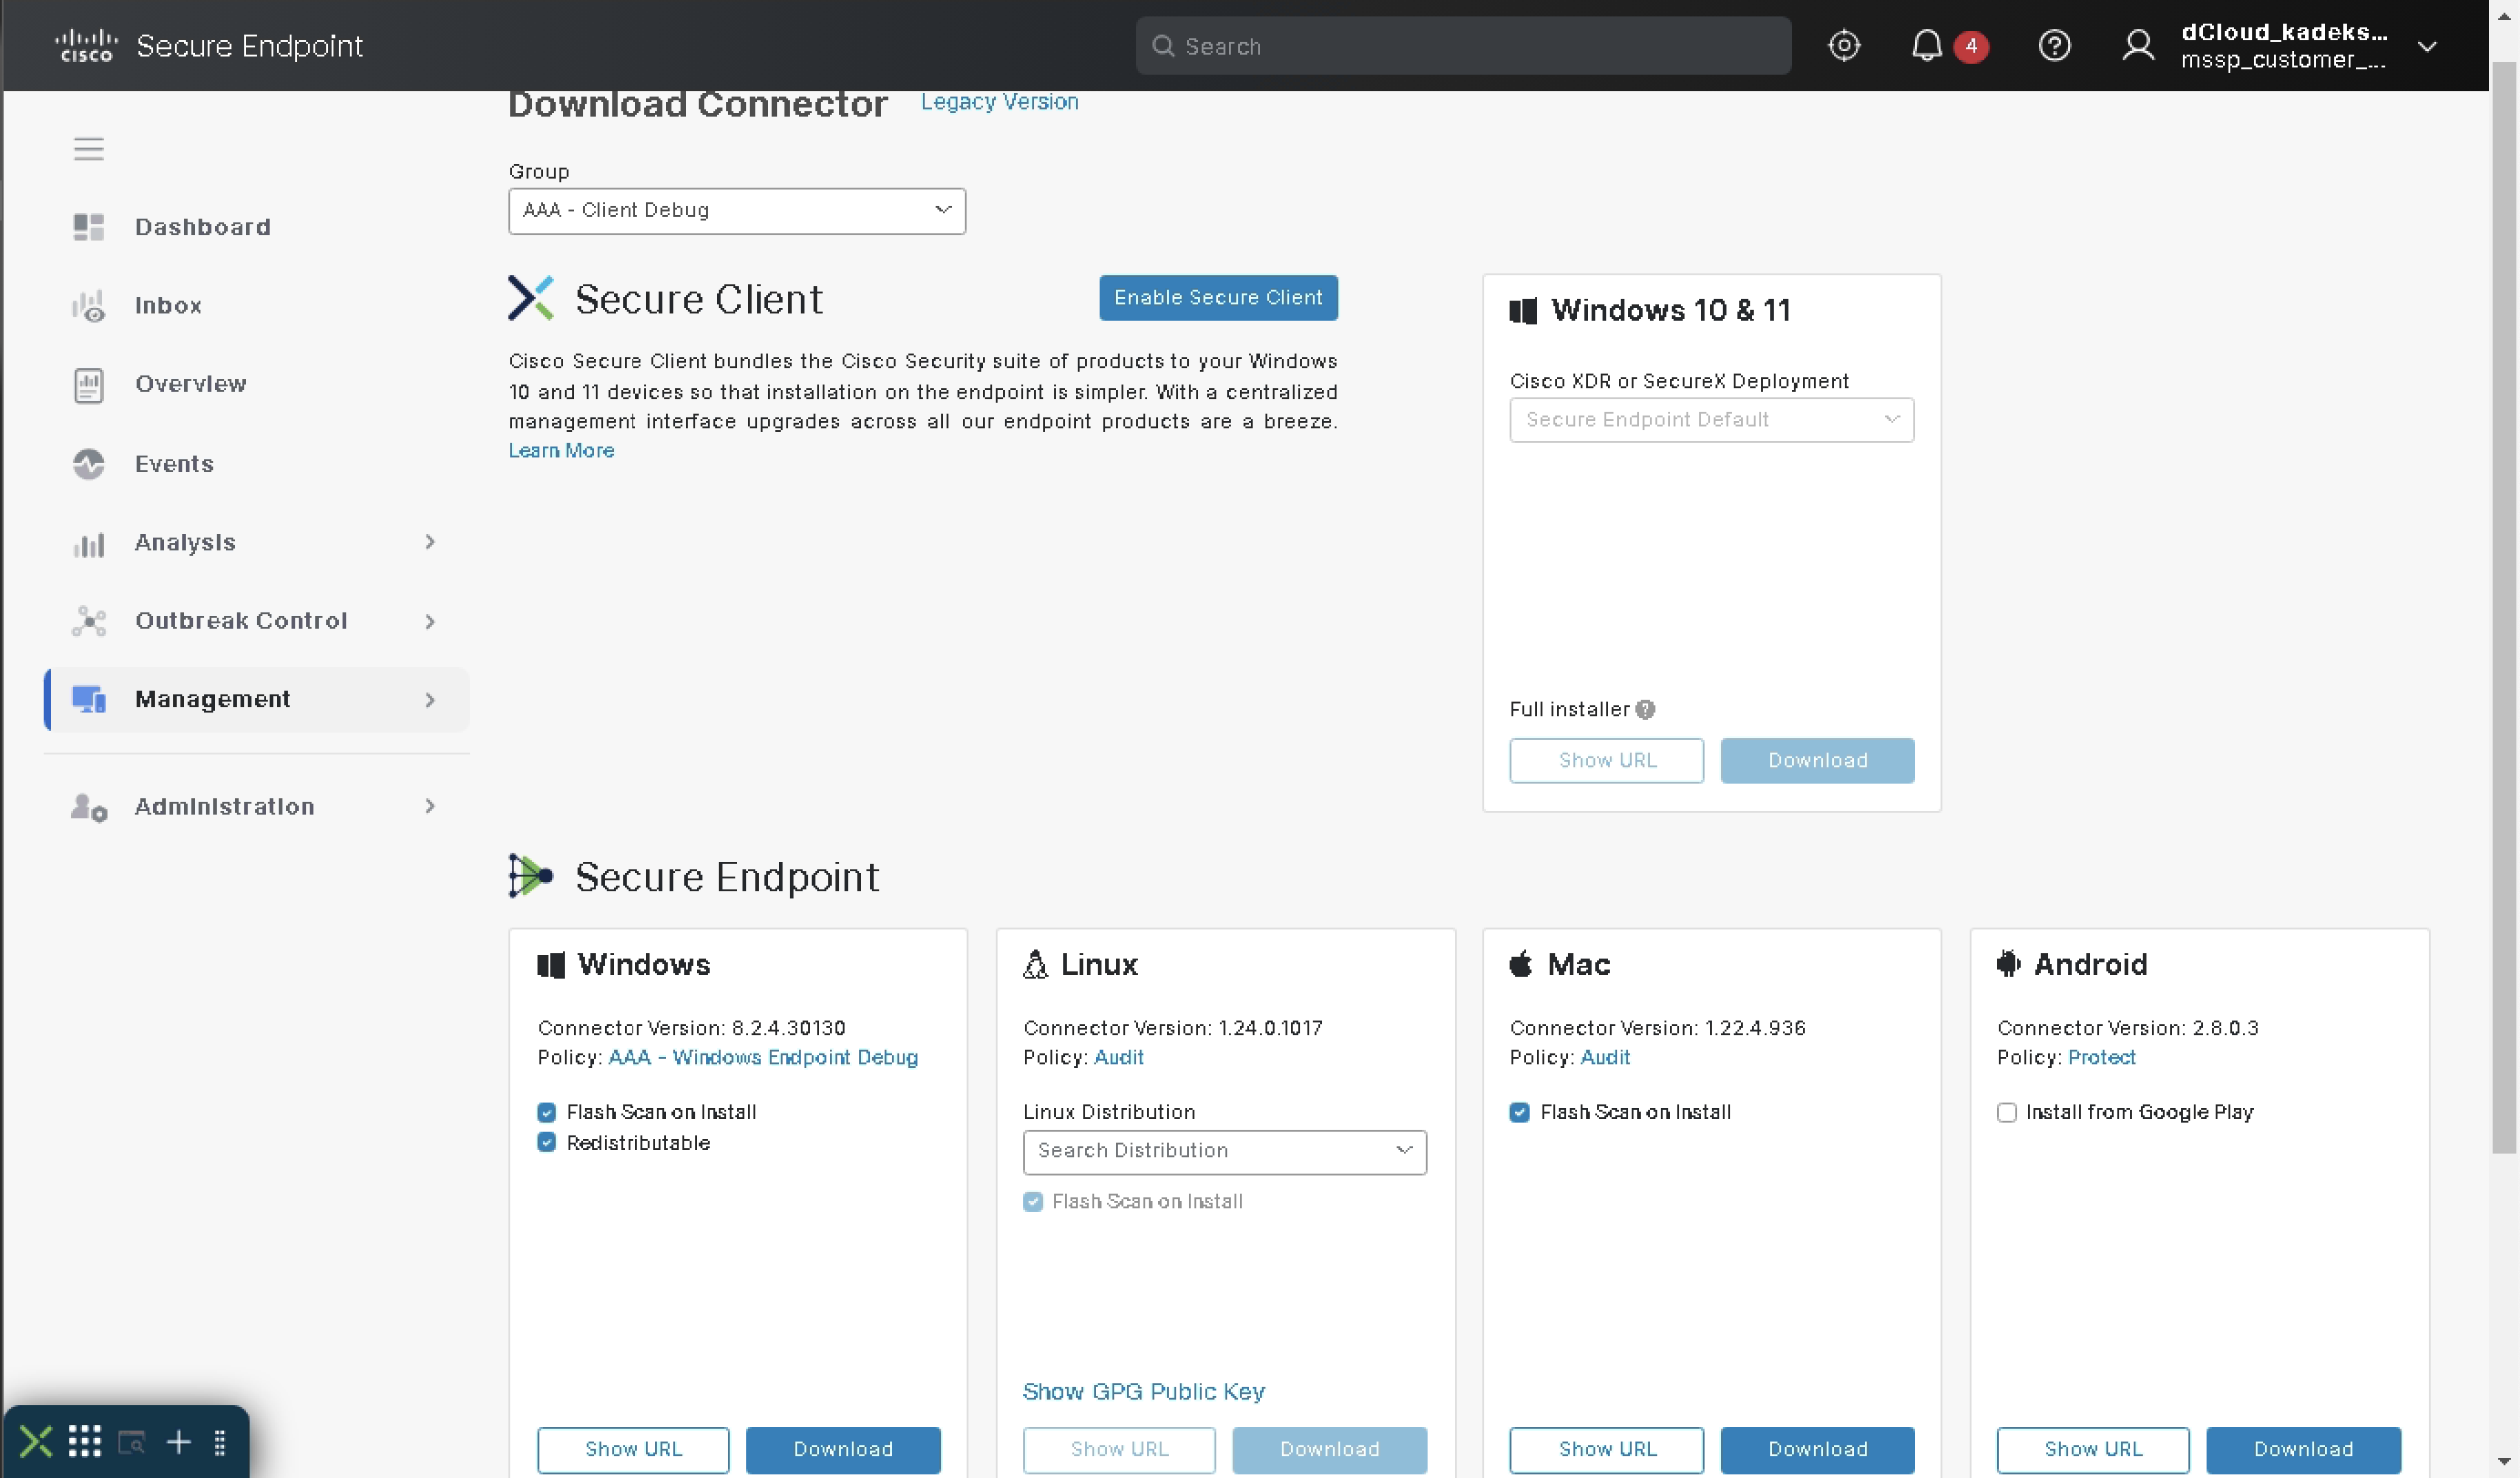 CISCO
Secure Endpoint
Search
4
?
dCloud_kadeks...
mssp_customer_...
Download Connector
Legacy Version
Group
AAA - Client Debug
Dashboard
Inbox
Overview
Events
Analysis
Outbreak Control
Management
Administration
Secure Client
Enable Secure Client
Cisco Secure Client bundles the Cisco Security suite of products to your Windows
10 and 11 devices so that installation on the endpoint is simpler. With a centralized
management interface upgrades across all our endpoint products are a breeze.
Learn More
Windows 10 & 11
Cisco XDR or SecureX Deployment
Secure Endpoint Default
Full installer ?
Show URL
Download
Secure Endpoint
Windows
Connector Version: 8.2.4.30130
Policy: AAA - Windows Endpoint Debug
Flash Scan on Install
Redistributable
Show URL
Download
Linux
Connector Version: 1.24.0.1017
Policy: Audit
Linux Distribution
Search Distribution
Flash Scan on Install
Show GPG Public Key
Show URL
Download
Mac
Connector Version: 1.22.4.936
Policy: Audit
Flash Scan on Install
Show URL
Download
Android
Connector Version: 2.8.0.3
Policy: Protect
Install from Google Play
Show URL
Download